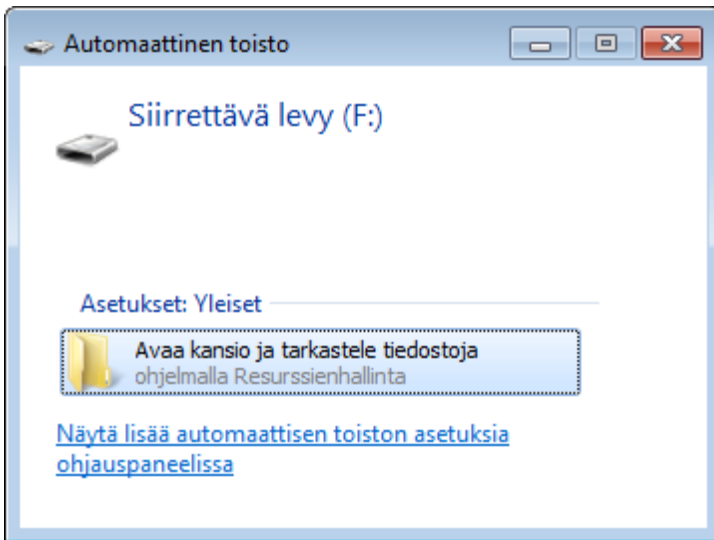 Automaattinen toisto
Siirrettävä levy (F:)
Asetukset: Yleiset
Avaa kansio ja tarkastele tiedostoja
ohjelmalla Resurssienhallinta
Näytä lisää automaattisen toiston asetuksia
ohjauspaneelissa